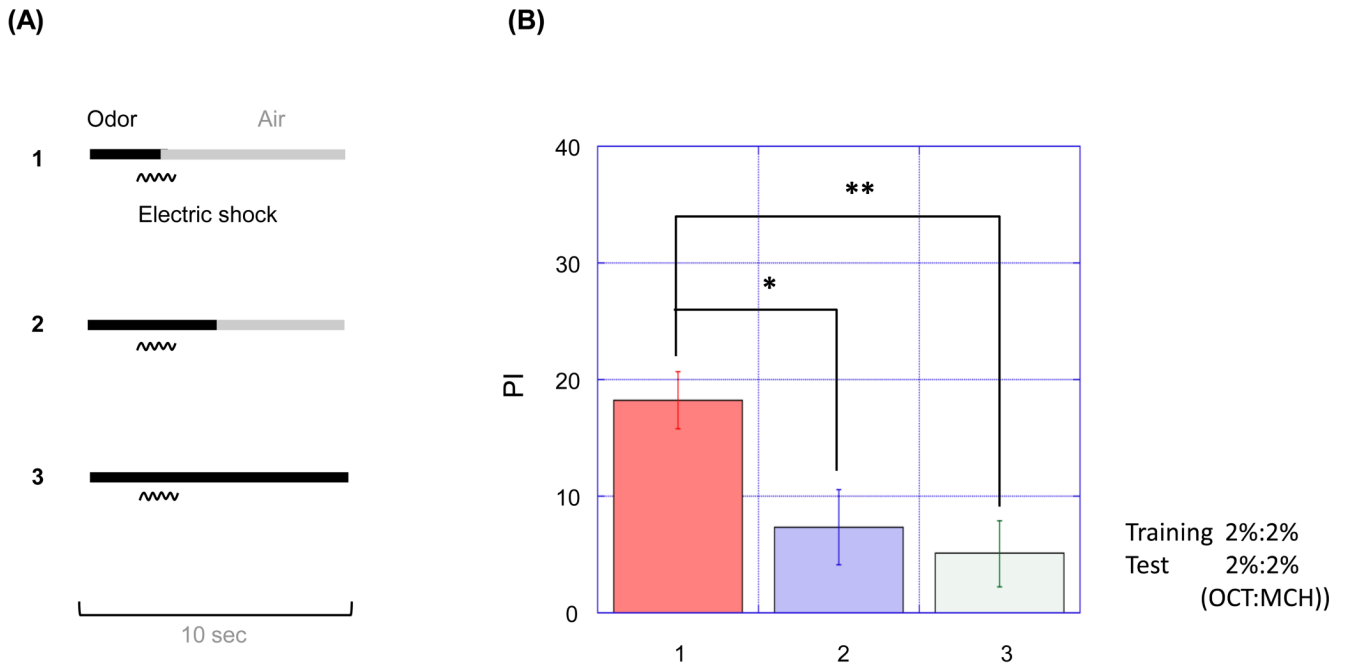 (A)
Odor Air
1
Electric shock
2
3
10 sec
(B)
40
30
20
10
0
PI
**
*
1 2 3
Training 2%:2%
Test 2%:2%
(OCT:MCH))